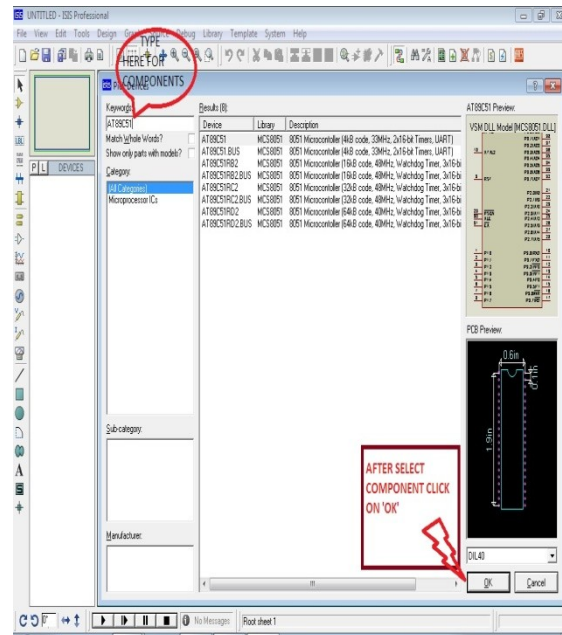 UNTITLED - ISIS Professional
File View Edit Tools Design Graph Source Debug Library Template System Help
TYPE
HERE FOR
COMPONENTS
Keywords:
AT89C51
Match Whole Words?
Show only parts with models?
Category:
(All Categories)
Microprocessor ICs
Sub-category:
Manufacturer:
P L DEVICES
Results (8):
Device Library Description
AT89C51 MCS8051 8051 Microcontroller (4kB code, 33MHz, 2x16-bit Timers, UART)
AT89C51.BUS MCS8051 8051 Microcontroller (4kB code, 33MHz, 2x16-bit Timers, UART)
AT89C51RB2 MCS8051 8051 Microcontroller (16kB code, 48MHz, Watchdog Timer, 3x16-bi
AT89C51RB2.BUS MCS8051 8051 Microcontroller (16kB code, 48MHz, Watchdog Timer, 3x16-bi
AT89C51RC2 MCS8051 8051 Microcontroller (32kB code, 48MHz, Watchdog Timer, 3x16-bi
AT89C51RC2.BUS MCS8051 8051 Microcontroller (32kB code, 48MHz, Watchdog Timer, 3x16-bi
AT89C51RD2 MCS8051 8051 Microcontroller (64kB code, 40MHz, Watchdog Timer, 3x16-bi
AT89C51RD2.BUS MCS8051 8051 Microcontroller (64kB code, 40MHz, Watchdog Timer, 3x16-bi
AFTER SELECT
COMPONENT CLICK
ON 'OK'
AT89C51 Preview:
VSM DLL Model [MCS8051.DLL]
PCB Preview:
0.6in
1.9in
DIL40
OK Cancel
No Messages Root sheet 1